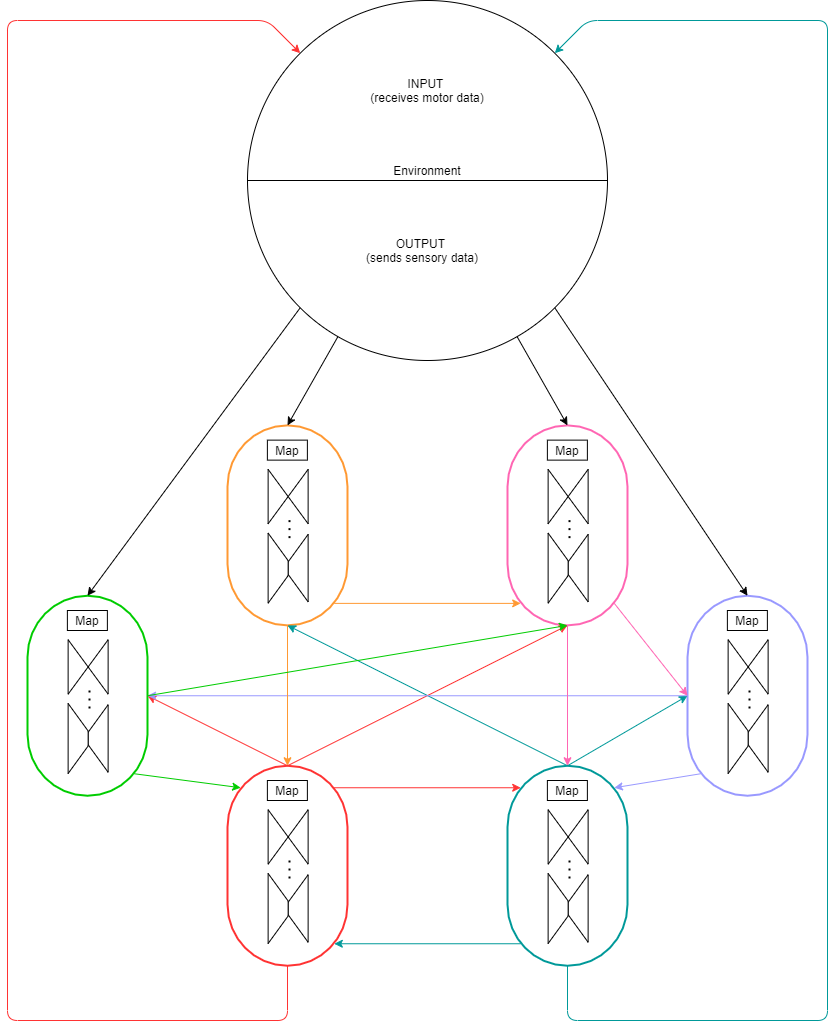 INPUT
(receives motor data)
Environment
OUTPUT
(sends sensory data)
Map
Map
Map
Map
Map
Map